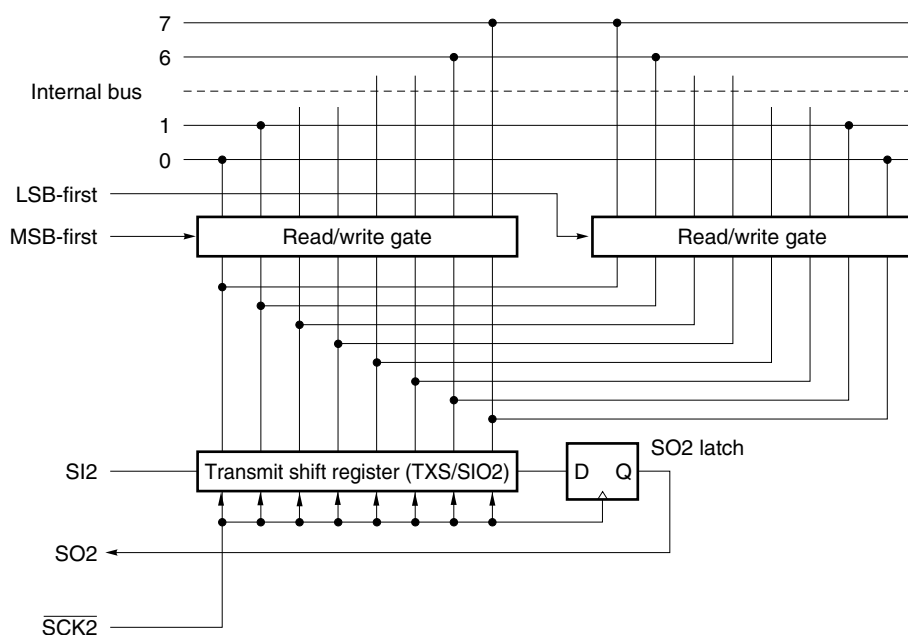 7
6
Internal bus
1
0
LSB-first
MSB-first
Read/write gate
Read/write gate
SI2
Transmit shift register (TXS/SIO2)
D Q
SO2 latch
SO2
SCK2